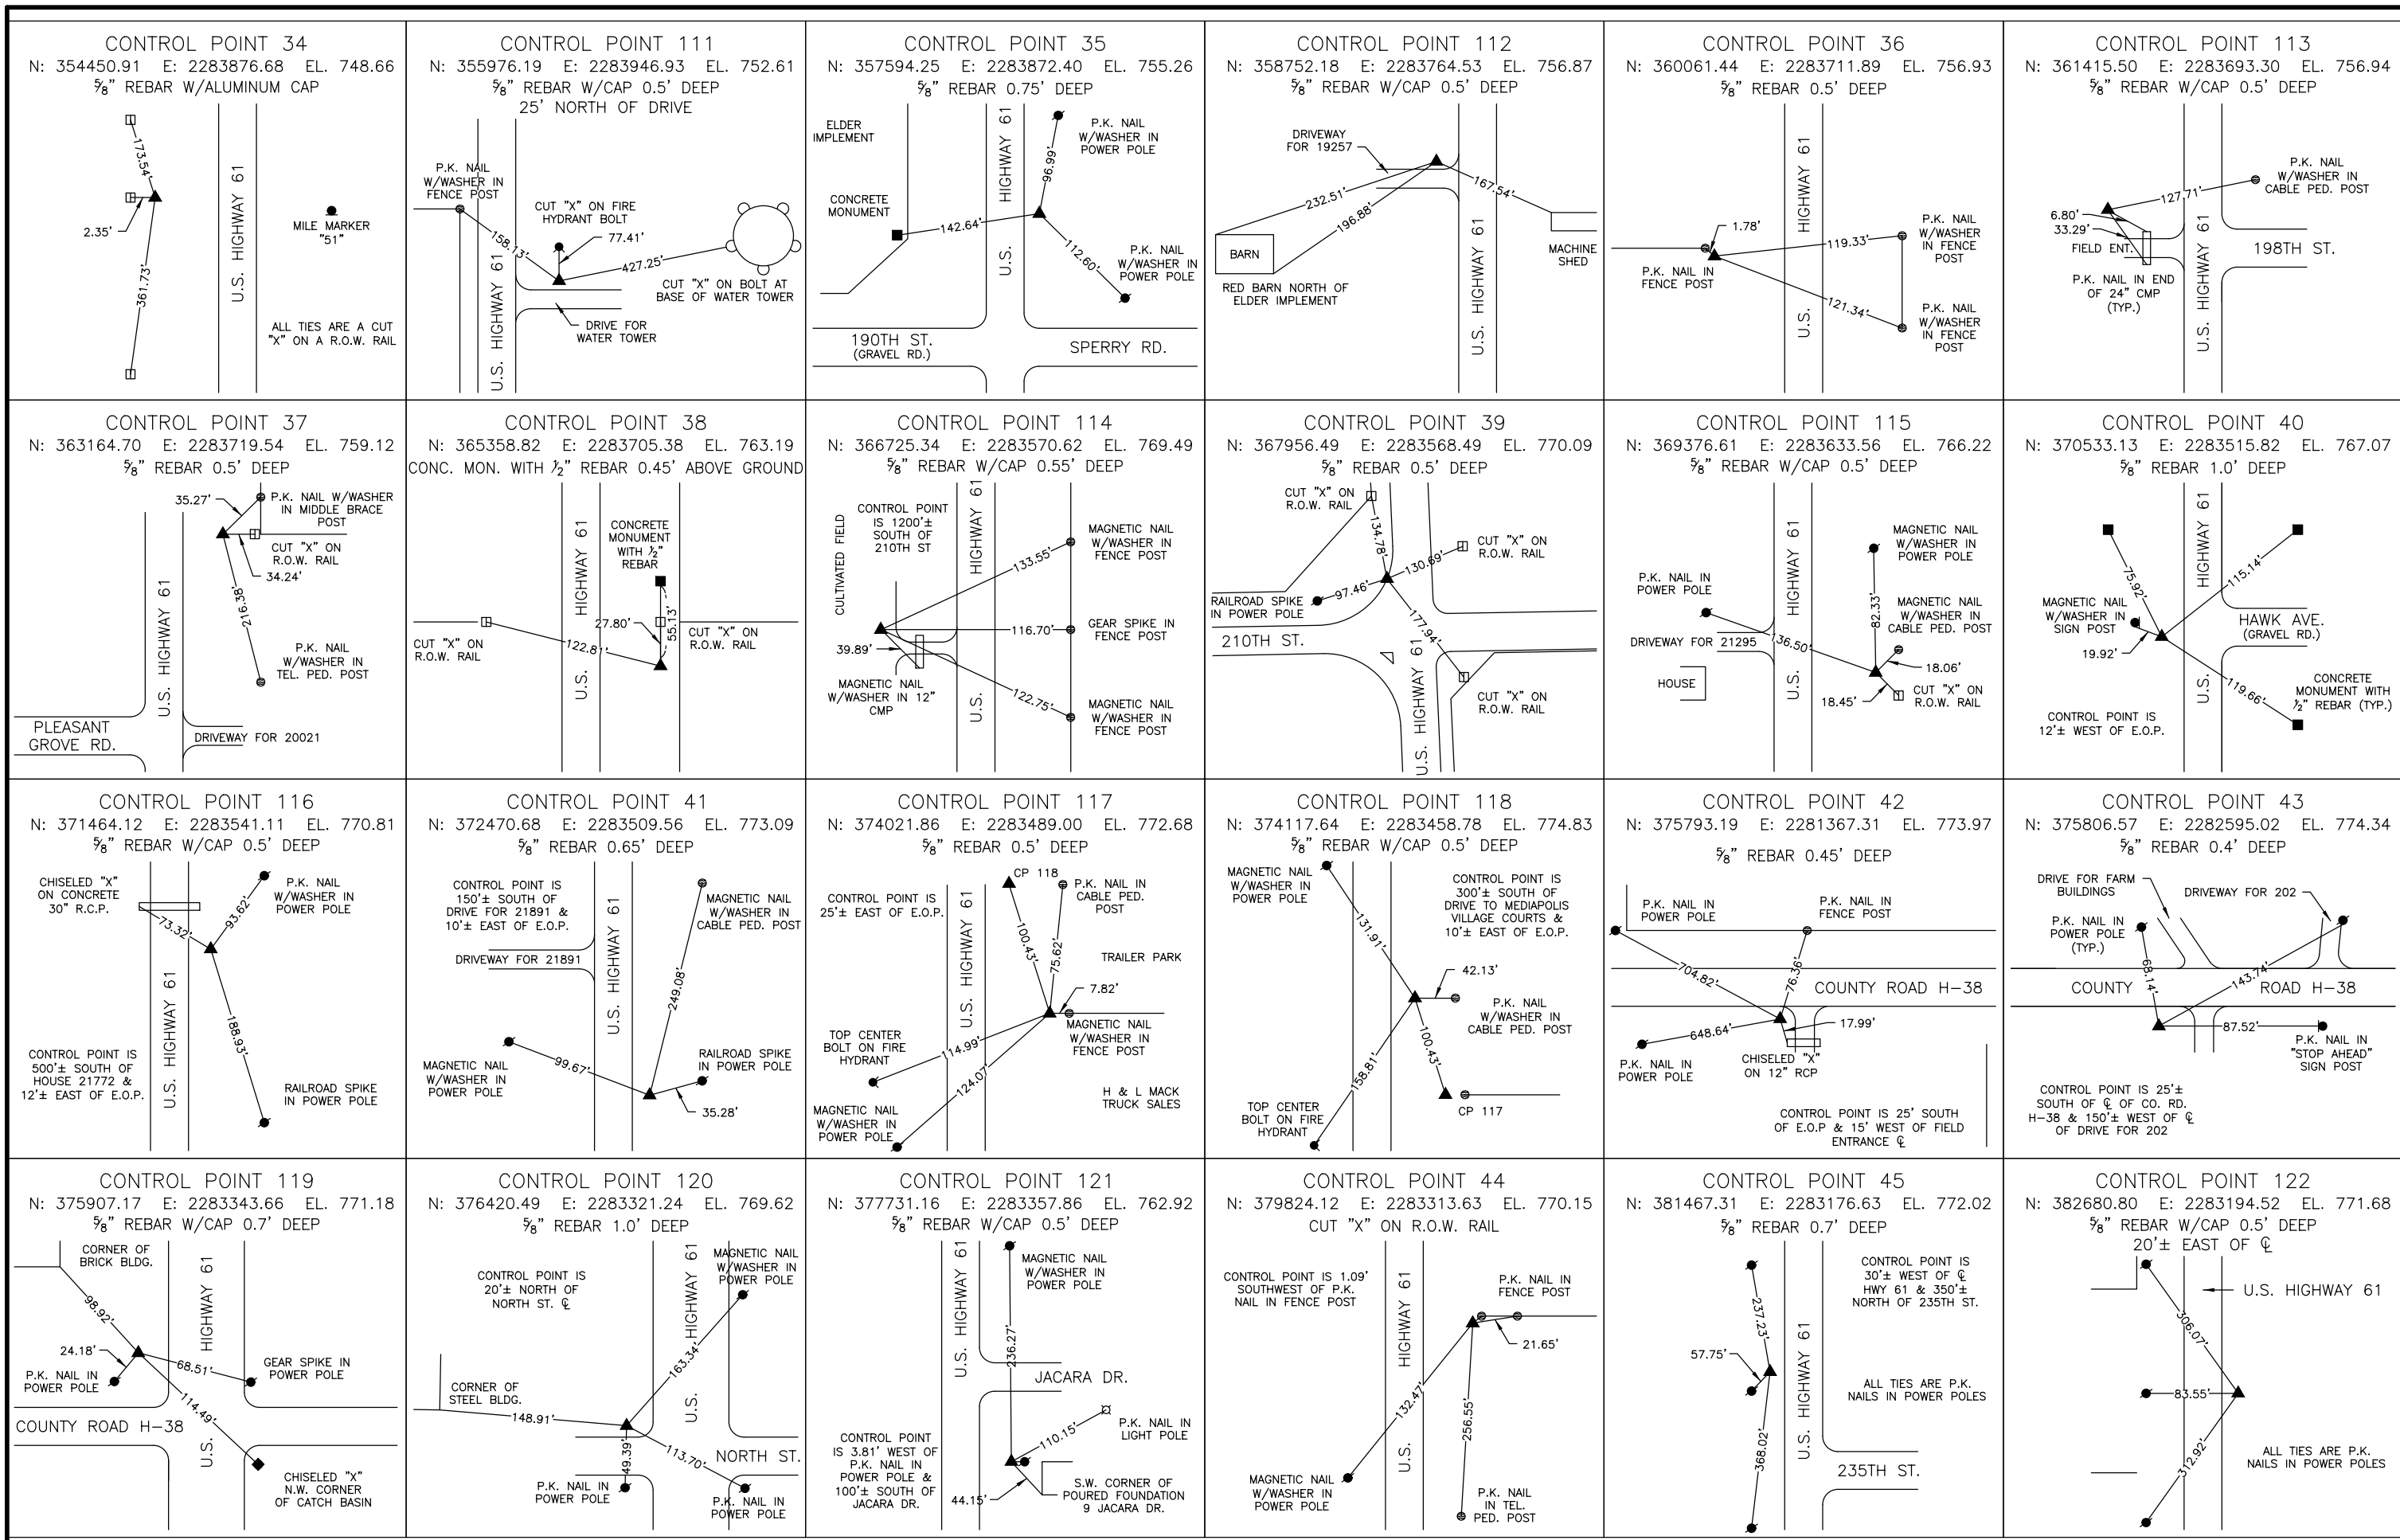 CONTROL POINT 34
N: 354450.91 E: 2283876.68 EL. 748.66
⅝" REBAR W/ALUMINUM CAP
173.54'
2.35'
361.73'
U.S. HIGHWAY 61
MILE MARKER
"51"
ALL TIES ARE A CUT
"X" ON A R.O.W. RAIL
CONTROL POINT 111
N: 355976.19 E: 2283946.93 EL. 752.61
⅝" REBAR W/CAP 0.5' DEEP
25' NORTH OF DRIVE
P.K. NAIL
W/WASHER IN
FENCE POST
CUT "X" ON FIRE
HYDRANT BOLT
77.41'
158.13'
427.25'
U.S. HIGHWAY 61
CUT "X" ON BOLT AT
BASE OF WATER TOWER
DRIVE FOR
WATER TOWER
CONTROL POINT 35
N: 357594.25 E: 2283872.40 EL. 755.26
⅝" REBAR 0.75' DEEP
ELDER
IMPLEMENT
U.S. HIGHWAY 61
P.K. NAIL
W/WASHER IN
POWER POLE
96.99'
CONCRETE
MONUMENT
142.64'
112.60'
P.K. NAIL
W/WASHER IN
POWER POLE
190TH ST.
(GRAVEL RD.)
SPERRY RD.
CONTROL POINT 112
N: 358752.18 E: 2283764.53 EL. 756.87
⅝" REBAR W/CAP 0.5' DEEP
DRIVEWAY
FOR 19257
167.54'
232.51'
196.88'
BARN
MACHINE
SHED
RED BARN NORTH OF
ELDER IMPLEMENT
U.S. HIGHWAY 61
CONTROL POINT 36
N: 360061.44 E: 2283711.89 EL. 756.93
⅝" REBAR 0.5' DEEP
U.S. HIGHWAY 61
1.78'
119.33'
P.K. NAIL
W/WASHER
IN FENCE
POST
P.K. NAIL IN
FENCE POST
121.34'
P.K. NAIL
W/WASHER
IN FENCE
POST
CONTROL POINT 113
N: 361415.50 E: 2283693.30 EL. 756.94
⅝" REBAR W/CAP 0.5' DEEP
P.K. NAIL
W/WASHER IN
CABLE PED. POST
127.71'
6.80'
33.29'
FIELD ENT.
198TH ST.
P.K. NAIL IN END
OF 24" CMP
(TYP.)
U.S. HIGHWAY 61
CONTROL POINT 37
N: 363164.70 E: 2283719.54 EL. 759.12
⅝" REBAR 0.5' DEEP
35.27'
P.K. NAIL W/WASHER
IN MIDDLE BRACE
POST
CUT "X" ON
R.O.W. RAIL
34.24'
216.38'
U.S. HIGHWAY 61
P.K. NAIL
W/WASHER IN
TEL. PED. POST
PLEASANT
GROVE RD.
DRIVEWAY FOR 20021
CONTROL POINT 38
N: 365358.82 E: 2283705.38 EL. 763.19
CONC. MON. WITH ½" REBAR 0.45' ABOVE GROUND
U.S. HIGHWAY 61
CONCRETE
MONUMENT
WITH ½"
REBAR
27.80'
55.13'
CUT "X" ON
R.O.W. RAIL
CUT "X" ON
R.O.W. RAIL
122.81'
CONTROL POINT 114
N: 366725.34 E: 2283570.62 EL. 769.49
⅝" REBAR W/CAP 0.55' DEEP
CULTIVATED FIELD
CONTROL POINT
IS 1200'±
SOUTH OF
210TH ST
U.S. HIGHWAY 61
MAGNETIC NAIL
W/WASHER IN
FENCE POST
133.55'
116.70'
GEAR SPIKE IN
FENCE POST
39.89'
MAGNETIC NAIL
W/WASHER IN 12"
CMP
122.75'
MAGNETIC NAIL
W/WASHER IN
FENCE POST
CONTROL POINT 39
N: 367956.49 E: 2283568.49 EL. 770.09
⅝" REBAR 0.5' DEEP
CUT "X" ON
R.O.W. RAIL
134.78'
130.69'
CUT "X" ON
R.O.W. RAIL
97.46'
RAILROAD SPIKE
IN POWER POLE
177.94'
210TH ST.
CUT "X" ON
R.O.W. RAIL
U.S. HIGHWAY 61
CONTROL POINT 115
N: 369376.61 E: 2283633.56 EL. 766.22
⅝" REBAR W/CAP 0.5' DEEP
U.S. HIGHWAY 61
MAGNETIC NAIL
W/WASHER IN
POWER POLE
P.K. NAIL IN
POWER POLE
82.33'
MAGNETIC NAIL
W/WASHER IN
CABLE PED. POST
DRIVEWAY FOR 21295
136.50'
18.06'
HOUSE
18.45'
CUT "X" ON
R.O.W. RAIL
CONTROL POINT 40
N: 370533.13 E: 2283515.82 EL. 767.07
⅝" REBAR 1.0' DEEP
U.S. HIGHWAY 61
75.92'
115.14'
MAGNETIC NAIL
W/WASHER IN
SIGN POST
19.92'
HAWK AVE.
(GRAVEL RD.)
119.66'
CONCRETE
MONUMENT WITH
½" REBAR (TYP.)
CONTROL POINT IS
12'± WEST OF E.O.P.
CONTROL POINT 116
N: 371464.12 E: 2283541.11 EL. 770.81
⅝" REBAR W/CAP 0.5' DEEP
CHISELED "X"
ON CONCRETE
30" R.C.P.
P.K. NAIL
W/WASHER IN
POWER POLE
73.32'
93.62'
188.93'
U.S. HIGHWAY 61
CONTROL POINT IS
500'± SOUTH OF
HOUSE 21772 &
12'± EAST OF E.O.P.
RAILROAD SPIKE
IN POWER POLE
CONTROL POINT 41
N: 372470.68 E: 2283509.56 EL. 773.09
⅝" REBAR 0.65' DEEP
CONTROL POINT IS
150'± SOUTH OF
DRIVE FOR 21891 &
10'± EAST OF E.O.P.
MAGNETIC NAIL
W/WASHER IN
CABLE PED. POST
DRIVEWAY FOR 21891
U.S. HIGHWAY 61
249.08'
MAGNETIC NAIL
W/WASHER IN
POWER POLE
99.67'
RAILROAD SPIKE
IN POWER POLE
35.28'
CONTROL POINT 117
N: 374021.86 E: 2283489.00 EL. 772.68
⅝" REBAR 0.5' DEEP
CONTROL POINT IS
25'± EAST OF E.O.P.
CP 118
P.K. NAIL IN
CABLE PED.
POST
100.43'
75.62'
TRAILER PARK
U.S. HIGHWAY 61
7.82'
TOP CENTER
BOLT ON FIRE
HYDRANT
114.99'
124.07'
MAGNETIC NAIL
W/WASHER IN
FENCE POST
MAGNETIC NAIL
W/WASHER IN
POWER POLE
H & L MACK
TRUCK SALES
CONTROL POINT 118
N: 374117.64 E: 2283458.78 EL. 774.83
⅝" REBAR W/CAP 0.5' DEEP
MAGNETIC NAIL
W/WASHER IN
POWER POLE
CONTROL POINT IS
300'± SOUTH OF
DRIVE TO MEDIAPOLIS
VILLAGE COURTS &
10'± EAST OF E.O.P.
131.91'
42.13'
P.K. NAIL
W/WASHER IN
CABLE PED. POST
100.43'
158.81'
TOP CENTER
BOLT ON FIRE
HYDRANT
CP 117
CONTROL POINT 42
N: 375793.19 E: 2281367.31 EL. 773.97
⅝" REBAR 0.45' DEEP
P.K. NAIL IN
POWER POLE
P.K. NAIL IN
FENCE POST
704.82'
76.36'
COUNTY ROAD H-38
648.64'
17.99'
P.K. NAIL IN
POWER POLE
CHISELED "X"
ON 12" RCP
CONTROL POINT IS 25' SOUTH
OF E.O.P & 15' WEST OF FIELD
ENTRANCE ℄
CONTROL POINT 43
N: 375806.57 E: 2282595.02 EL. 774.34
⅝" REBAR 0.4' DEEP
DRIVE FOR FARM
BUILDINGS
DRIVEWAY FOR 202
P.K. NAIL IN
POWER POLE
(TYP.)
68.14'
143.74'
COUNTY ROAD H-38
87.52'
P.K. NAIL IN
"STOP AHEAD"
SIGN POST
CONTROL POINT IS 25'±
SOUTH OF ℄ OF CO. RD.
H-38 & 150'± WEST OF ℄
OF DRIVE FOR 202
CONTROL POINT 119
N: 375907.17 E: 2283343.66 EL. 771.18
⅝" REBAR W/CAP 0.7' DEEP
CORNER OF
BRICK BLDG.
98.92'
U.S. HIGHWAY 61
24.18'
68.51'
P.K. NAIL IN
POWER POLE
GEAR SPIKE IN
POWER POLE
114.49'
COUNTY ROAD H-38
CHISELED "X"
N.W. CORNER
OF CATCH BASIN
CONTROL POINT 120
N: 376420.49 E: 2283321.24 EL. 769.62
⅝" REBAR 1.0' DEEP
MAGNETIC NAIL
W/WASHER IN
POWER POLE
CONTROL POINT IS
20'± NORTH OF
NORTH ST. ℄
U.S. HIGHWAY 61
163.34'
CORNER OF
STEEL BLDG.
148.91'
49.39'
113.70'
NORTH ST.
P.K. NAIL IN
POWER POLE
P.K. NAIL IN
POWER POLE
CONTROL POINT 121
N: 377731.16 E: 2283357.86 EL. 762.92
⅝" REBAR W/CAP 0.5' DEEP
U.S. HIGHWAY 61
MAGNETIC NAIL
W/WASHER IN
POWER POLE
236.27'
JACARA DR.
110.15'
P.K. NAIL IN
LIGHT POLE
CONTROL POINT
IS 3.81' WEST OF
P.K. NAIL IN
POWER POLE &
100'± SOUTH OF
JACARA DR.
44.15'
S.W. CORNER OF
POURED FOUNDATION
9 JACARA DR.
CONTROL POINT 44
N: 379824.12 E: 2283313.63 EL. 770.15
CUT "X" ON R.O.W. RAIL
CONTROL POINT IS 1.09'
SOUTHWEST OF P.K.
NAIL IN FENCE POST
P.K. NAIL IN
FENCE POST
21.65'
U.S. HIGHWAY 61
132.47'
256.55'
MAGNETIC NAIL
W/WASHER IN
POWER POLE
P.K. NAIL
IN TEL.
PED. POST
CONTROL POINT 45
N: 381467.31 E: 2283176.63 EL. 772.02
⅝" REBAR 0.7' DEEP
CONTROL POINT IS
30'± WEST OF ℄
HWY 61 & 350'±
NORTH OF 235TH ST.
237.23'
57.75'
U.S. HIGHWAY 61
ALL TIES ARE P.K.
NAILS IN POWER POLES
368.02'
235TH ST.
CONTROL POINT 122
N: 382680.80 E: 2283194.52 EL. 771.68
⅝" REBAR W/CAP 0.5' DEEP
20'± EAST OF ℄
U.S. HIGHWAY 61
306.07'
83.55'
312.92'
ALL TIES ARE P.K.
NAILS IN POWER POLES